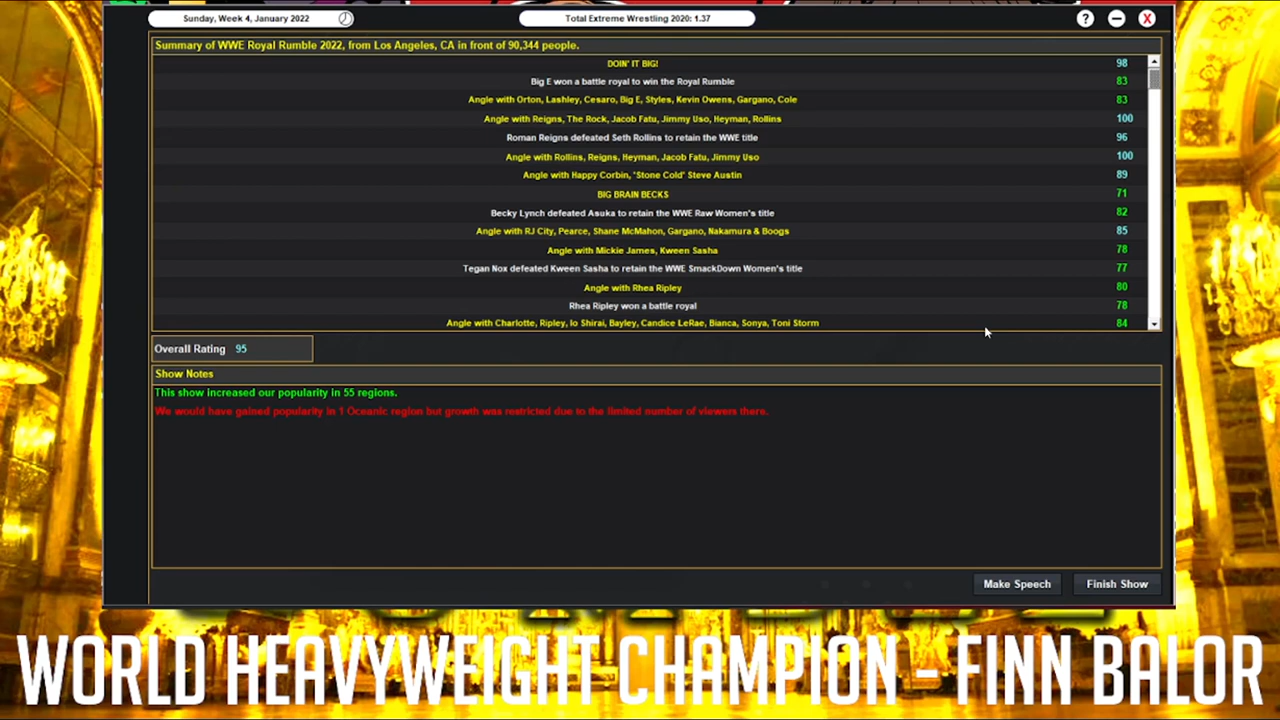 Sunday, Week 4, January 2022
Total Extreme Wrestling 2020: 1.37
?
X
Summary of WWE Royal Rumble 2022, from Los Angeles, CA in front of 90,344 people.
DOIN' IT BIG! 98
Big E won a battle royal to win the Royal Rumble 83
Angle with Orton, Lashley, Cesaro, Big E, Styles, Kevin Owens, Gargano, Cole 83
Angle with Reigns, The Rock, Jacob Fatu, Jimmy Uso, Heyman, Rollins 100
Roman Reigns defeated Seth Rollins to retain the WWE title 96
Angle with Rollins, Reigns, Heyman, Jacob Fatu, Jimmy Uso 100
Angle with Happy Corbin, 'Stone Cold' Steve Austin 89
BIG BRAIN BECKS 71
Becky Lynch defeated Asuka to retain the WWE Raw Women's title 82
Angle with RJ City, Pearce, Shane McMahon, Gargano, Nakamura & Boogs 85
Angle with Mickie James, Kween Sasha 78
Tegan Nox defeated Kween Sasha to retain the WWE SmackDown Women's title 77
Angle with Rhea Ripley 80
Rhea Ripley won a battle royal 78
Angle with Charlotte, Ripley, Io Shirai, Bayley, Candice LeRae, Bianca, Sonya, Toni Storm 84
Overall Rating 95
Show Notes
This show increased our popularity in 55 regions.
We would have gained popularity in 1 Oceanic region but growth was restricted due to the limited number of viewers there.
Make Speech
Finish Show
WORLD HEAVYWEIGHT CHAMPION - FINN BALOR